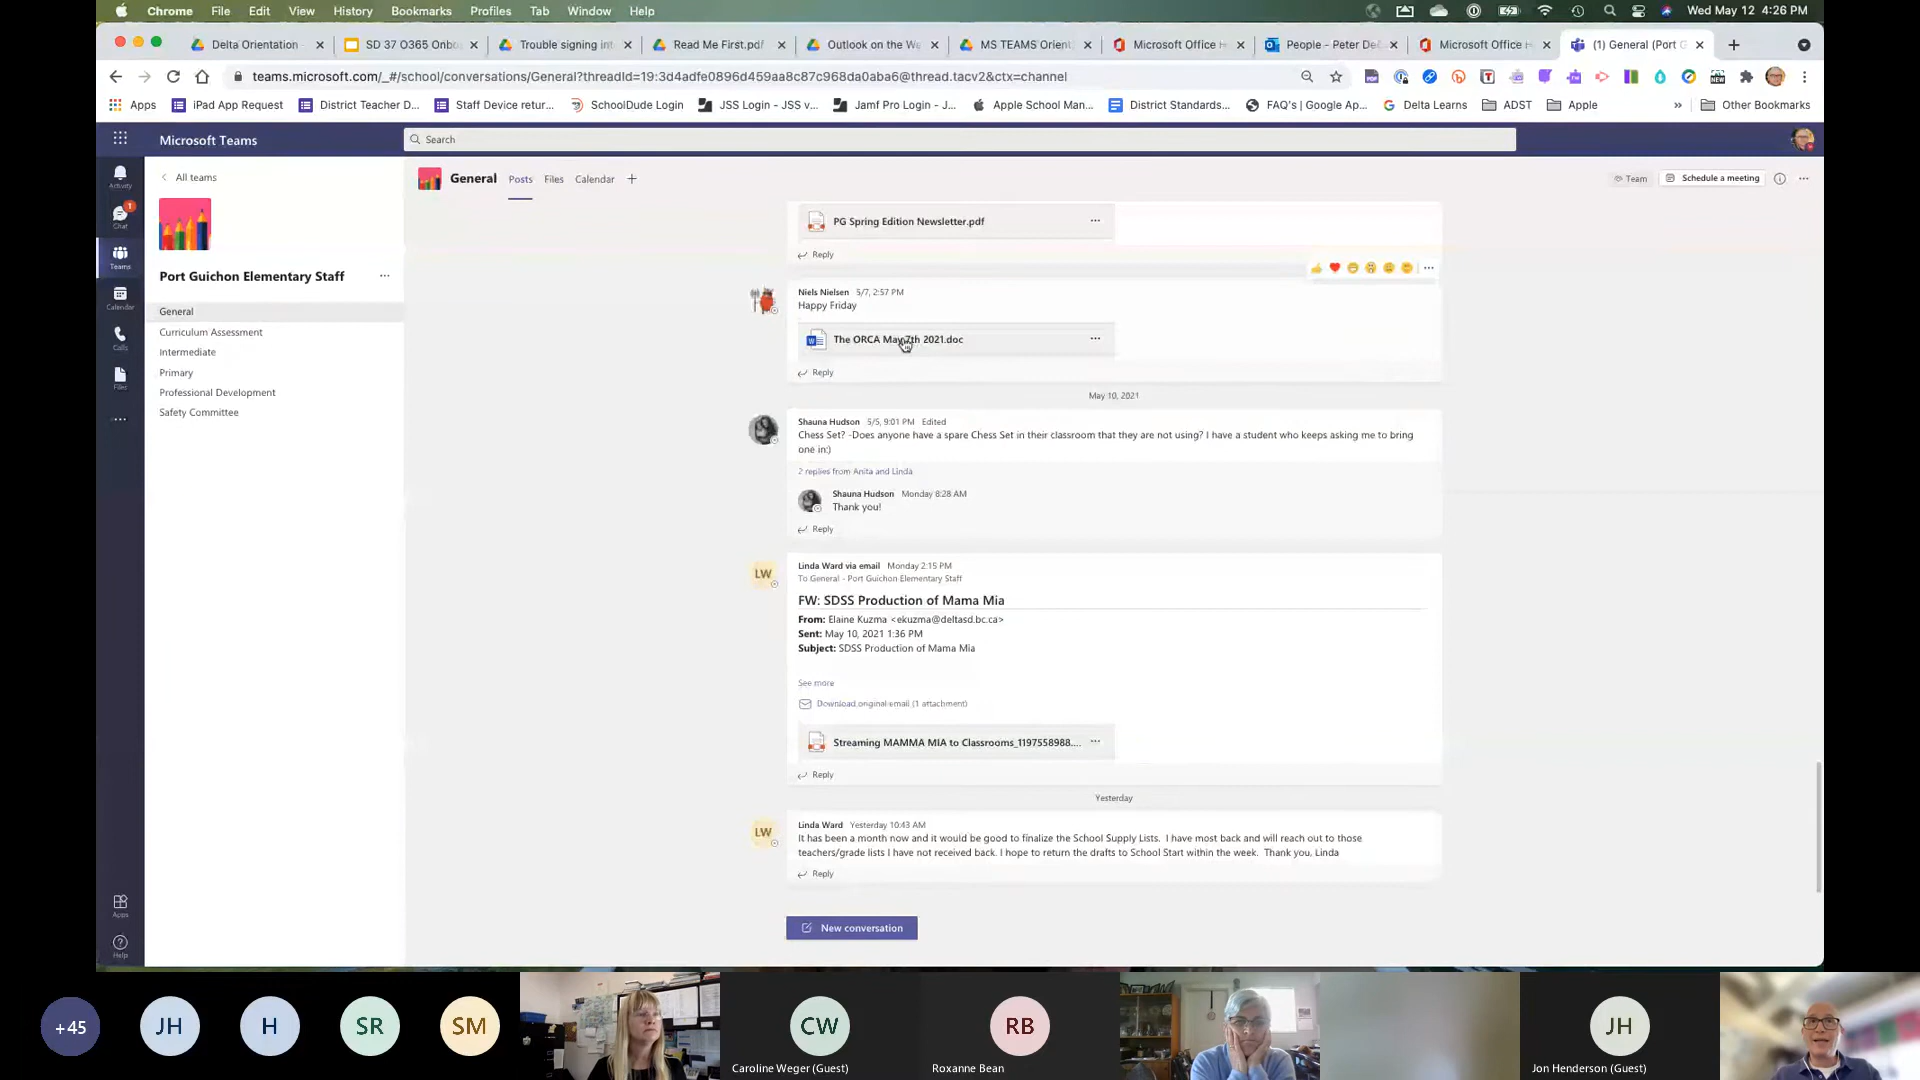 Chrome File Edit View History Bookmarks Profiles Tab Window Help Wed May 12 4:26 PM
Delta Orientation SD 37 O365 Onbo Trouble signing int Read Me First.pdf Outlook on the We MS TEAMS Orient Microsoft Office H People - Peter De Microsoft Office H (1) General (Port G
teams.microsoft.com/_#/school/conversations/General?threadId=19:3d4adfe0896d459aa8c87c968da0aba6@thread.tacv2&ctx=channel
Apps iPad App Request District Teacher D... Staff Device retur... SchoolDude Login JSS Login - JSS v... Jamf Pro Login - J... Apple School Man... District Standards... FAQ's | Google Ap... Delta Learns ADST Apple » Other Bookmarks
Microsoft Teams Search
All teams
General Posts Files Calendar + Team Schedule a meeting
Activity
Chat 1
Teams
Calendar
Calls
Files
Apps
Help
Port Guichon Elementary Staff
General
Curriculum Assessment
Intermediate
Primary
Professional Development
Safety Committee
PG Spring Edition Newsletter.pdf
Reply
Niels Nielsen 5/7, 2:57 PM
Happy Friday
The ORCA May 7th 2021.doc
Reply
May 10, 2021
Shauna Hudson 5/5, 9:01 PM Edited
Chess Set? -Does anyone have a spare Chess Set in their classroom that they are not using? I have a student who keeps asking me to bring
one in:)
2 replies from Anita and Linda
Shauna Hudson Monday 8:28 AM
Thank you!
Reply
LW
Linda Ward via email Monday 2:15 PM
To General - Port Guichon Elementary Staff
FW: SDSS Production of Mama Mia
From: Elaine Kuzma <ekuzma@deltasd.bc.ca>
Sent: May 10, 2021 1:36 PM
Subject: SDSS Production of Mama Mia
See more
Download original email (1 attachment)
Streaming MAMMA MIA to Classrooms_1197558988....
Reply
Yesterday
LW
Linda Ward Yesterday 10:43 AM
It has been a month now and it would be good to finalize the School Supply Lists. I have most back and will reach out to those
teachers/grade lists I have not received back. I hope to return the drafts to School Start within the week. Thank you, Linda
Reply
New conversation
+45 JH H SR SM CW RB JH
Caroline Weger (Guest) Roxanne Bean Jon Henderson (Guest)